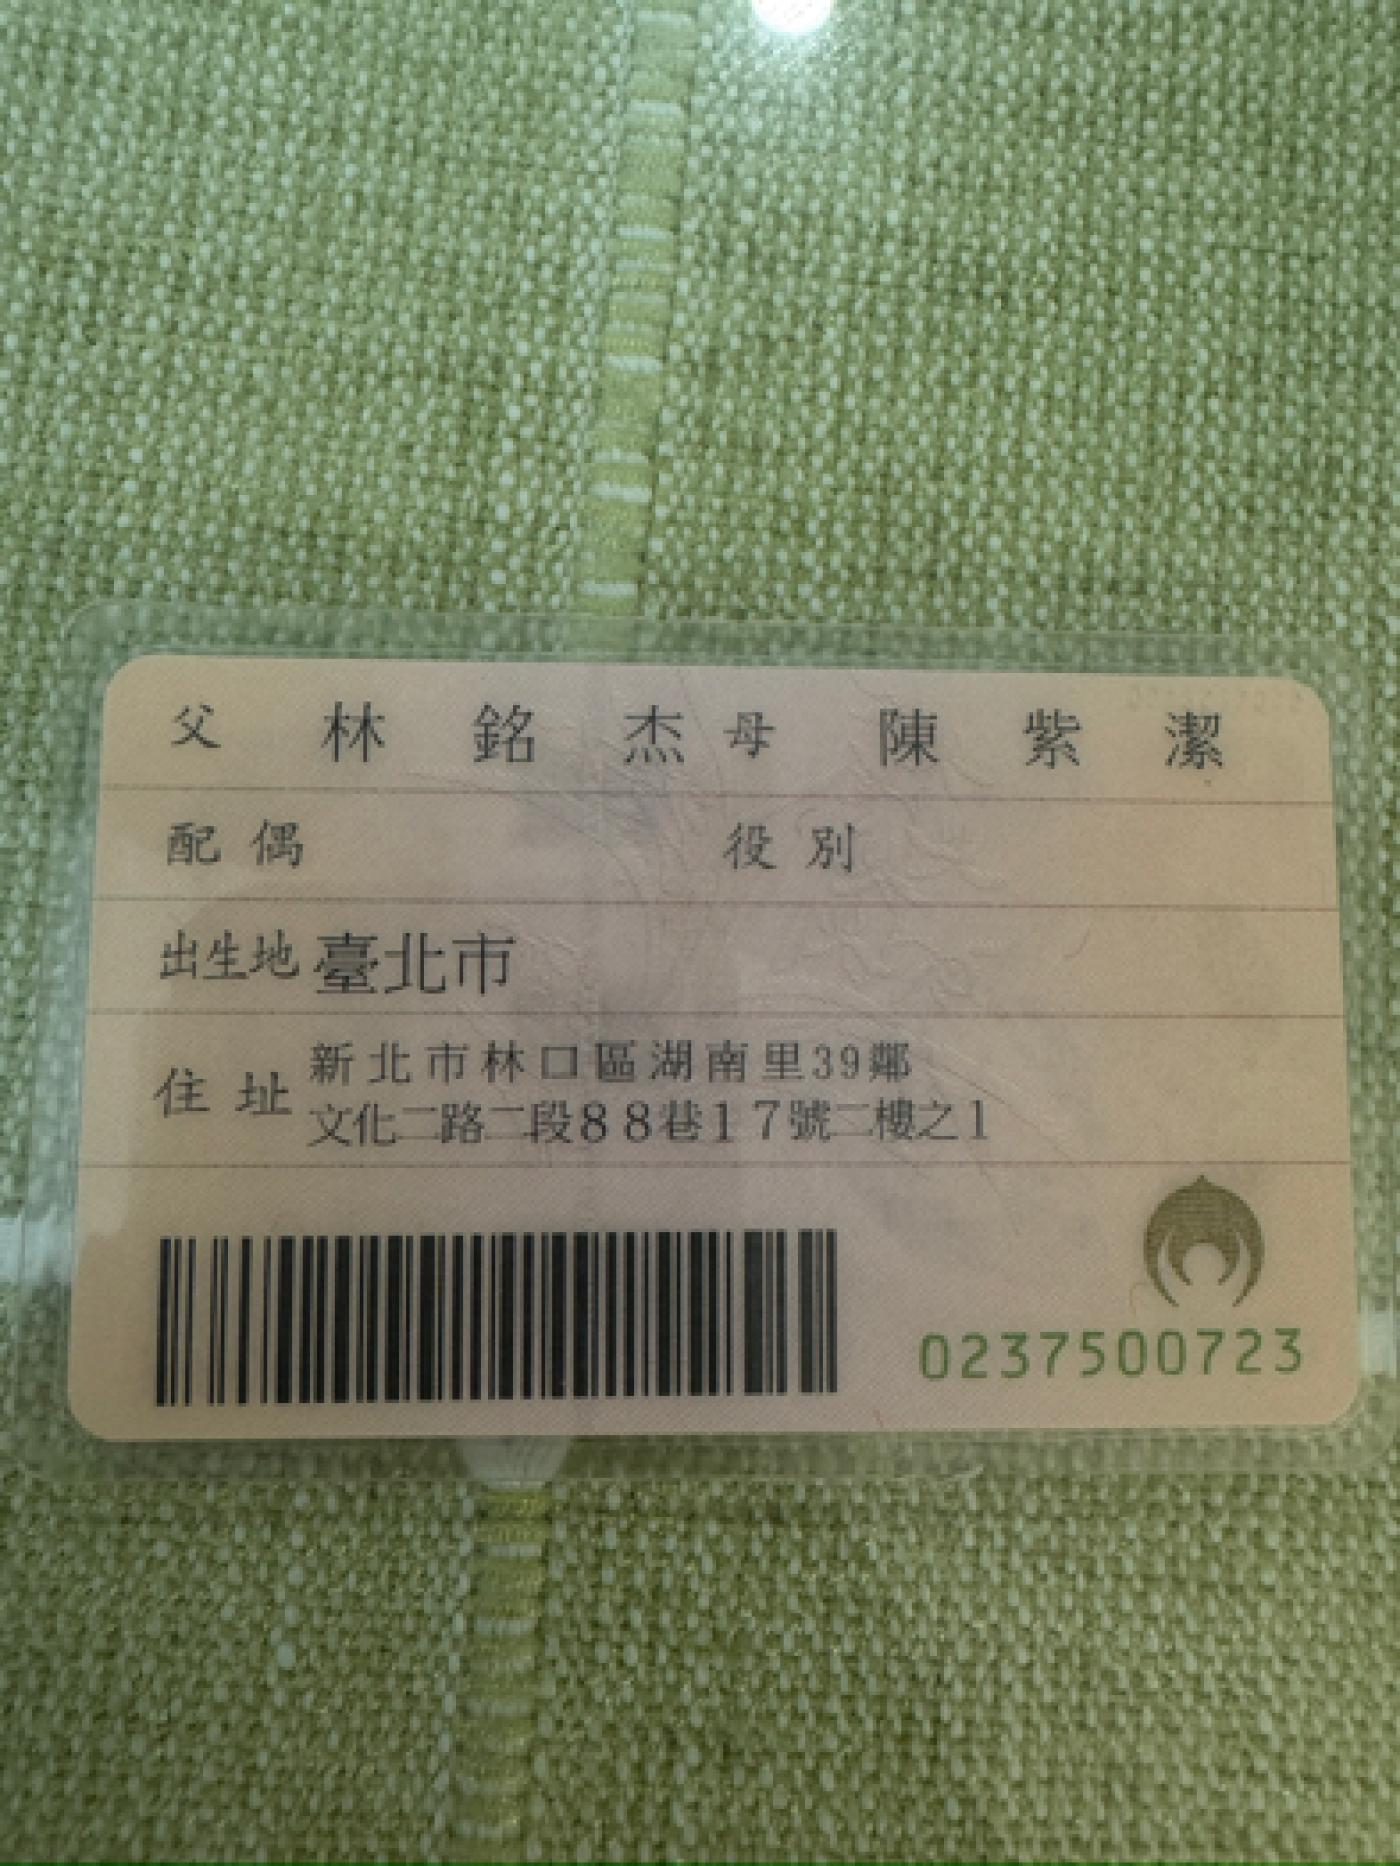 父 林銘杰 母 陳紫潔
配偶 役別
出生地 臺北市
住址 新北市林口區湖南里39鄰
文化二路二段88巷17號二樓之1
0237500723